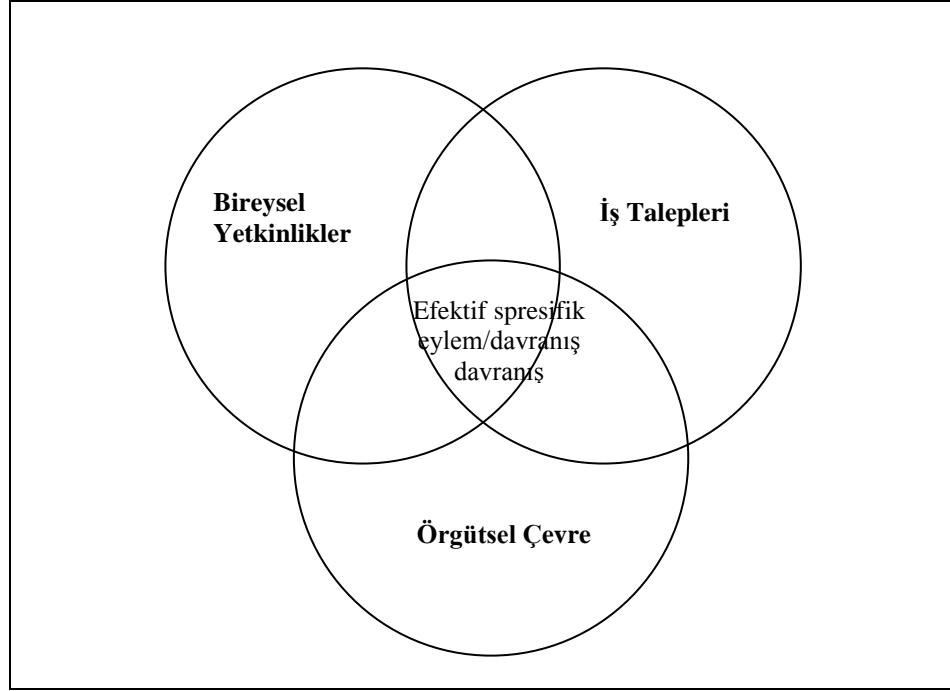 Bireysel
Yetkinlikler
İş Talepleri
Efektif spresifik
eylem/davranış
davranış
Örgütsel Çevre